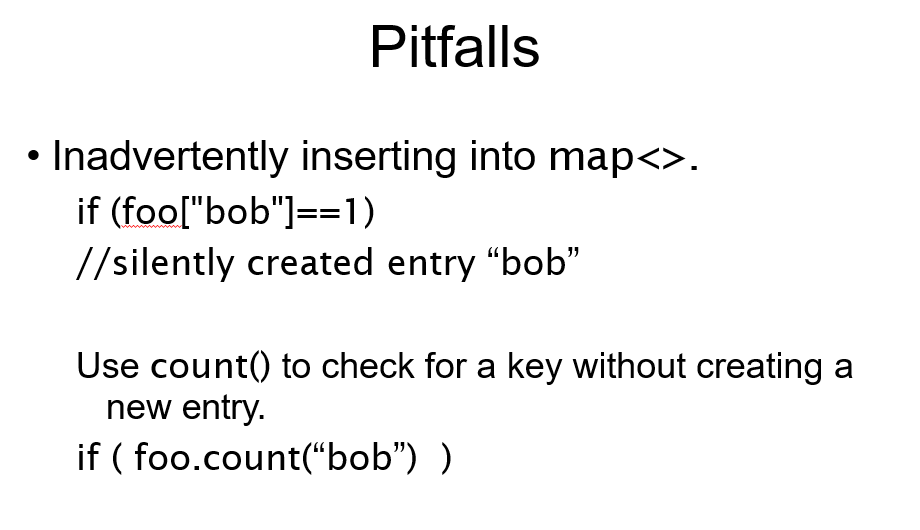 Pitfalls
• Inadvertently inserting into map<>.
if (foo["bob"]==1)
//silently created entry “bob”
Use count() to check for a key without creating a
new entry.
if ( foo.count(“bob”)  )